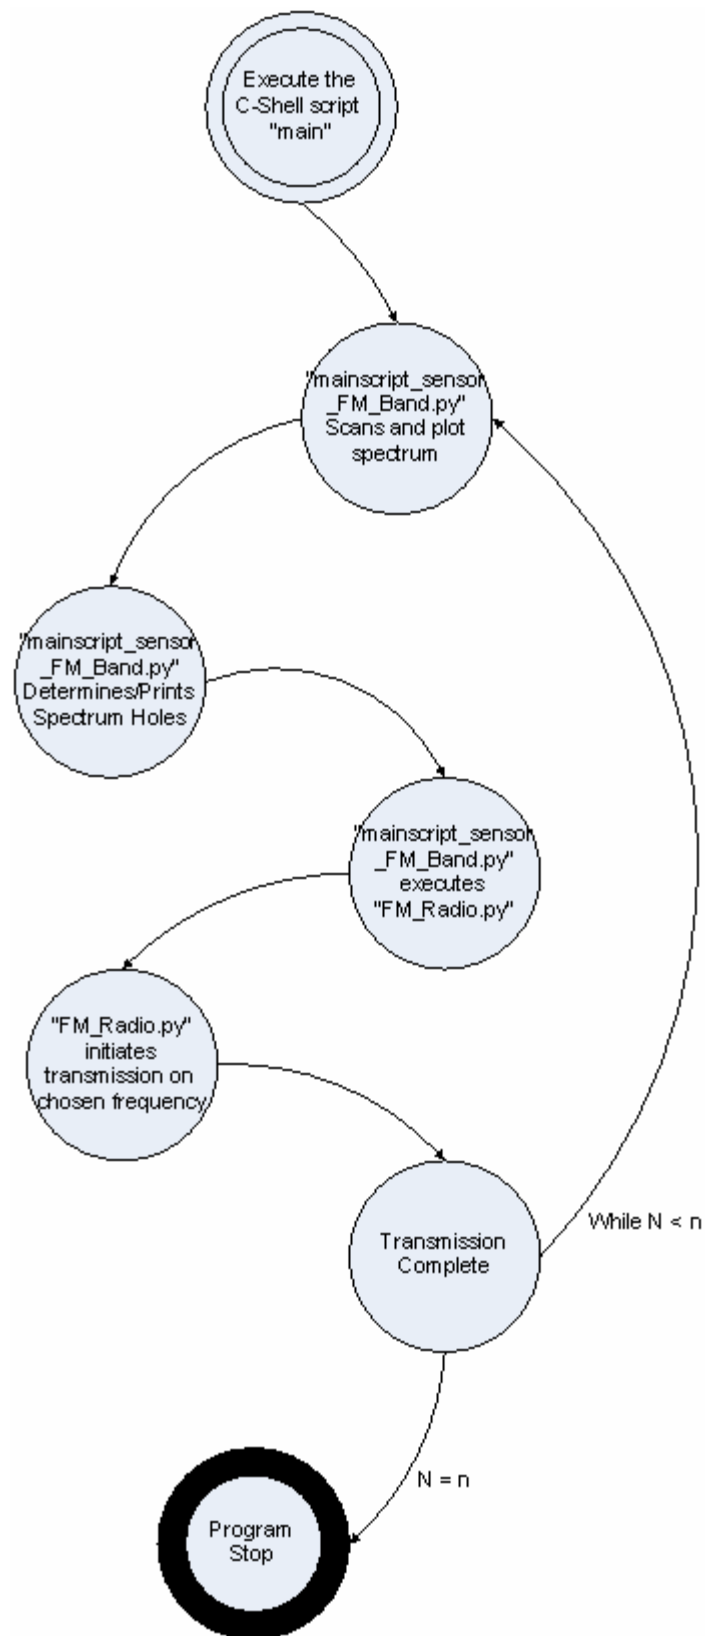 Execute the
C-Shell script
"main"
"mainscript_sensor
_FM_Band.py"
Scans and plot
spectrum
"mainscript_sensor
_FM_Band.py"
Determines/Prints
Spectrum Holes
"mainscript_sensor
_FM_Band.py"
executes
"FM_Radio.py"
"FM_Radio.py"
initiates
transmission on
chosen frequency
Transmission
Complete
While N < n
N = n
Program
Stop